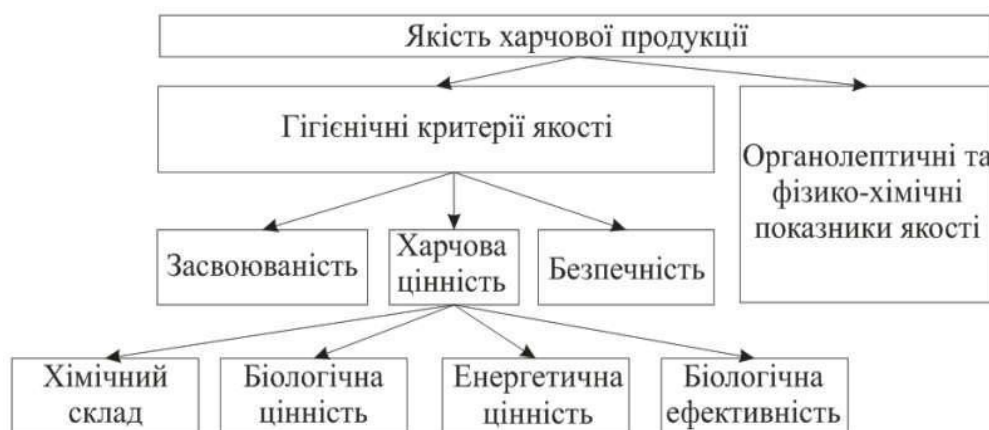 Якість харчової продукції
Гігієнічні критерії якості
Органолептичні та
фізико-хімічні
показники якості
Засвоюваність
Харчова
цінність
Безпечність
Хімічний
склад
Біологічна
цінність
Енергетична
цінність
Біологічна
ефективність